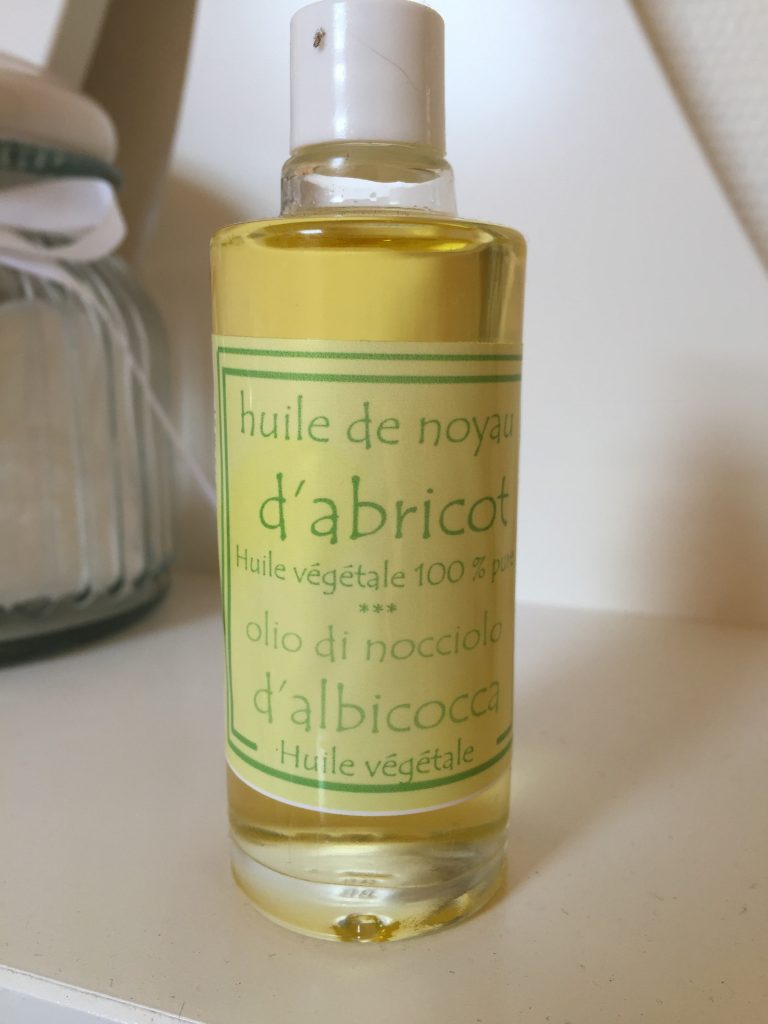 huile de noyau
d'abricot
Huile végétale 100 % pure
***
olio di nocciolo
d'albicocca
Huile végétale